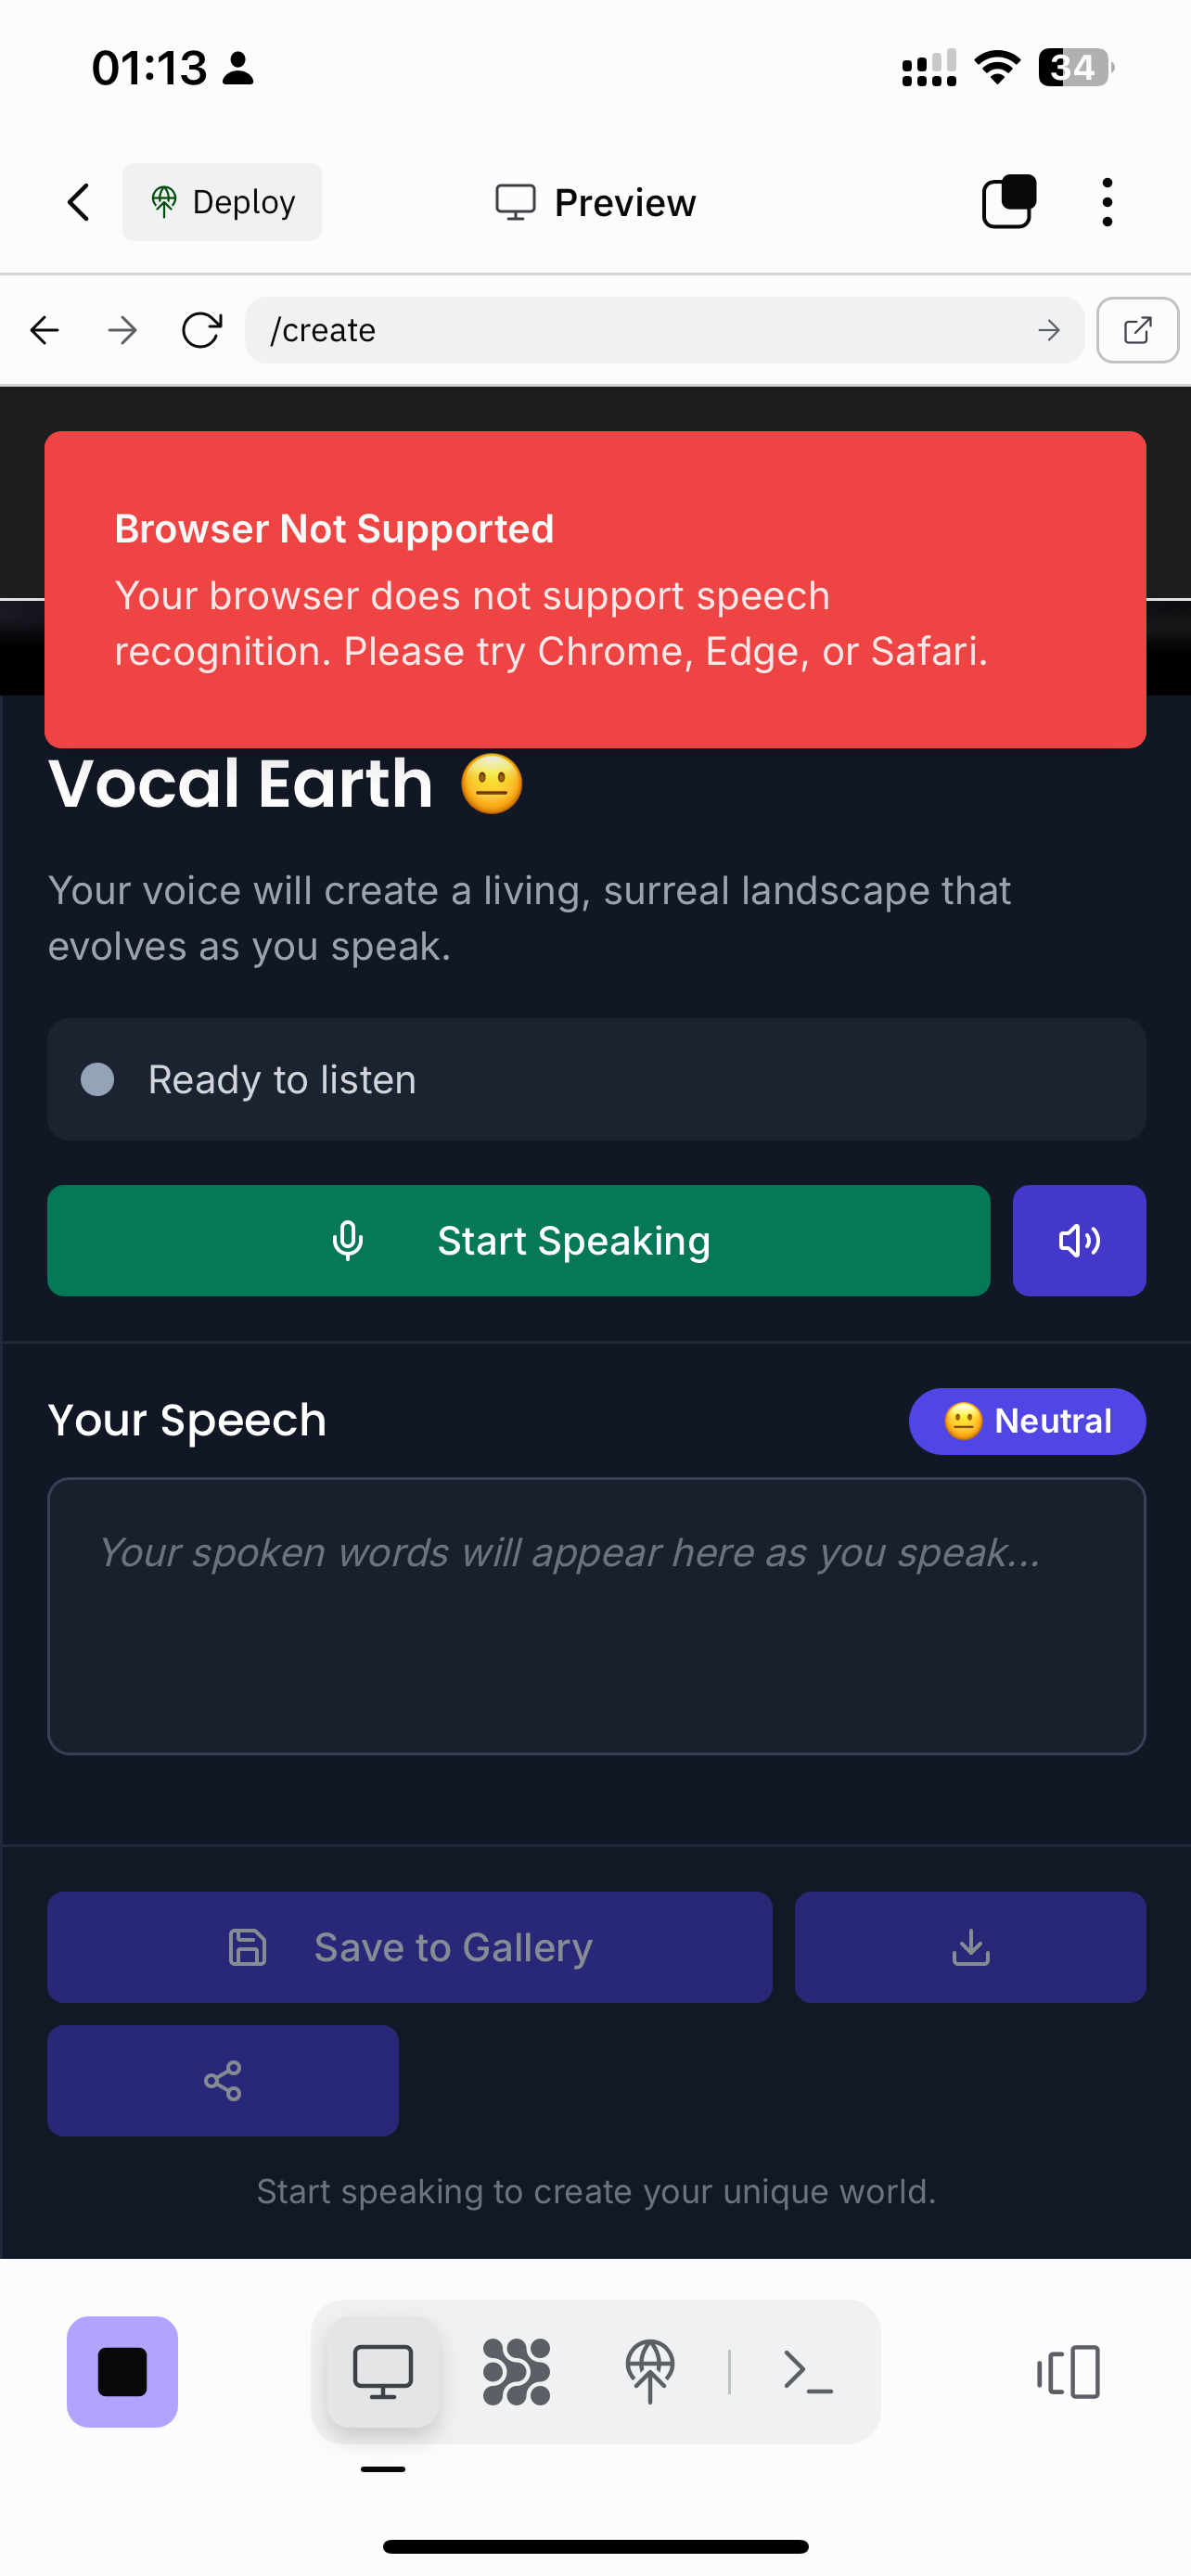 01:13
34
Deploy
Preview
/create
Browser Not Supported
Your browser does not support speech
recognition. Please try Chrome, Edge, or Safari.
Vocal Earth 😐
Your voice will create a living, surreal landscape that
evolves as you speak.
Ready to listen
Start Speaking
Your Speech
😐 Neutral
Your spoken words will appear here as you speak...
Save to Gallery
Start speaking to create your unique world.